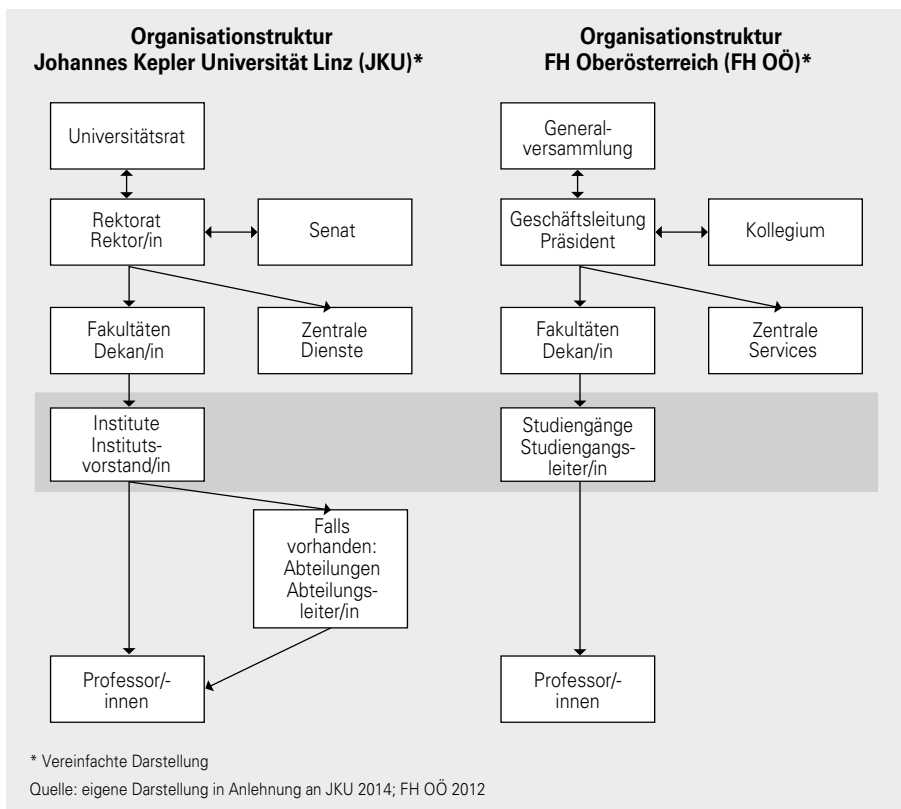 Organisationstruktur
Johannes Kepler Universität Linz (JKU)*
Universitätsrat
Rektorat
Rektor/in
Senat
Fakultäten
Dekan/in
Zentrale
Dienste
Institute
Instituts-
vorstand/in
Falls
vorhanden:
Abteilungen
Abteilungs-
leiter/in
Professor/-
innen
Organisationstruktur
FH Oberösterreich (FH OÖ)*
General-
versammlung
Geschäftsleitung
Präsident
Kollegium
Fakultäten
Dekan/in
Zentrale
Services
Studiengänge
Studiengangs-
leiter/in
Professor/-
innen
* Vereinfachte Darstellung
Quelle: eigene Darstellung in Anlehnung an JKU 2014; FH OÖ 2012